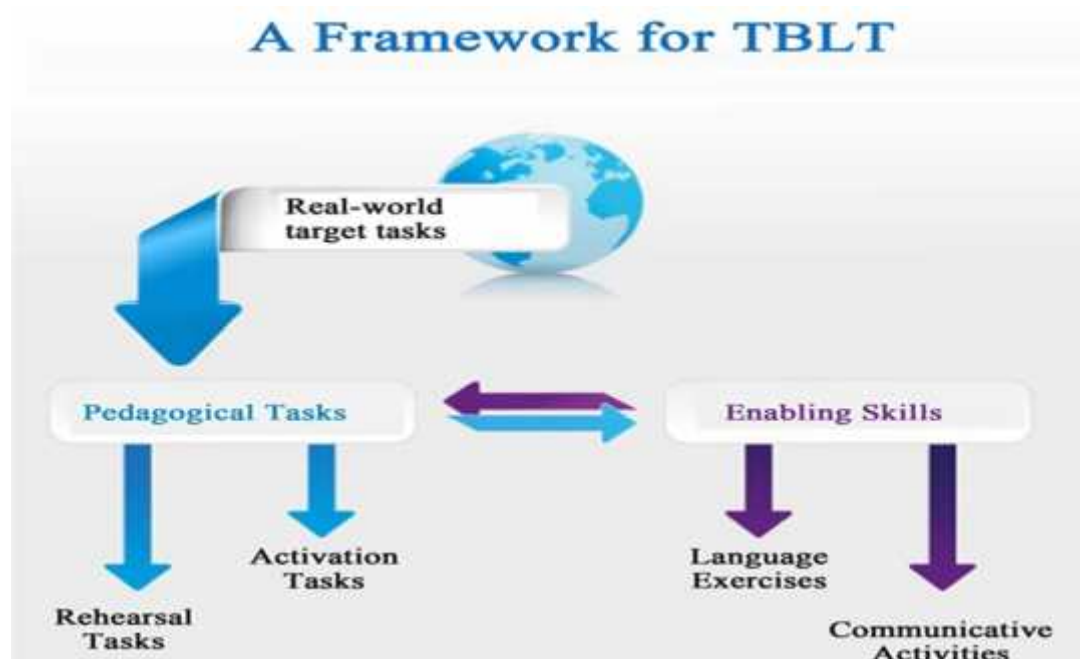 A Framework for TBLT
Real-world
target tasks
Pedagogical Tasks
Enabling Skills
Activation
Tasks
Language
Exercises
Rehearsal
Tasks
Communicative
Activities